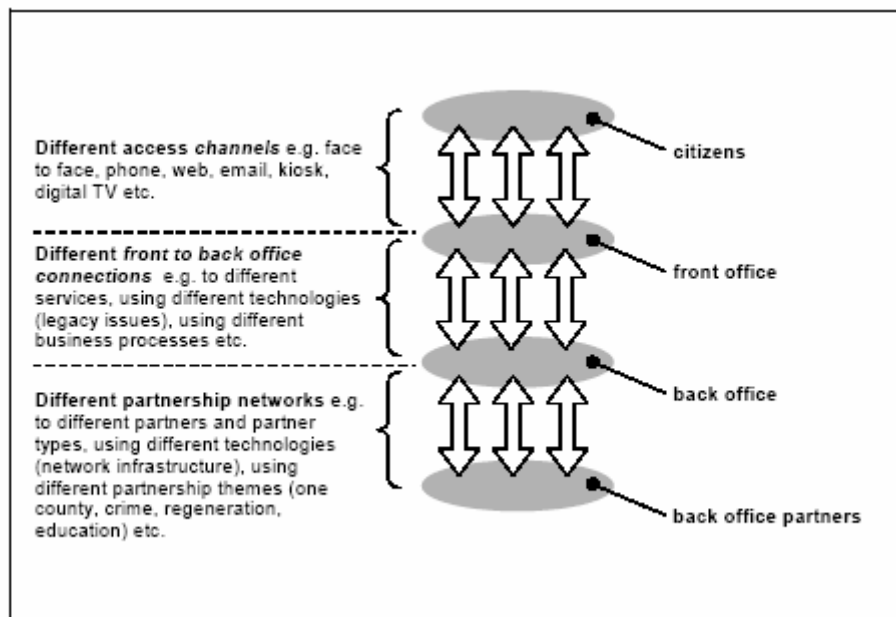 Different access channels e.g. face
to face, phone, web, email, kiosk,
digital TV etc.
citizens
Different front to back office
connections e.g. to different
services, using different technologies
(legacy issues), using different
business processes etc.
front office
back office
Different partnership networks e.g.
to different partners and partner
types, using different technologies
(network infrastructure), using
different partnership themes (one
county, crime, regeneration,
education) etc.
back office partners